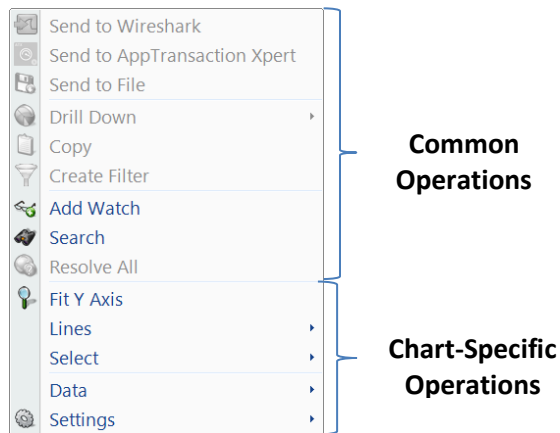 Send to Wireshark
Send to AppTransaction Xpert
Send to File
Drill Down
Copy
Create Filter
Add Watch
Search
Resolve All
Fit Y Axis
Lines
Select
Data
Settings
Common
Operations
Chart-Specific
Operations